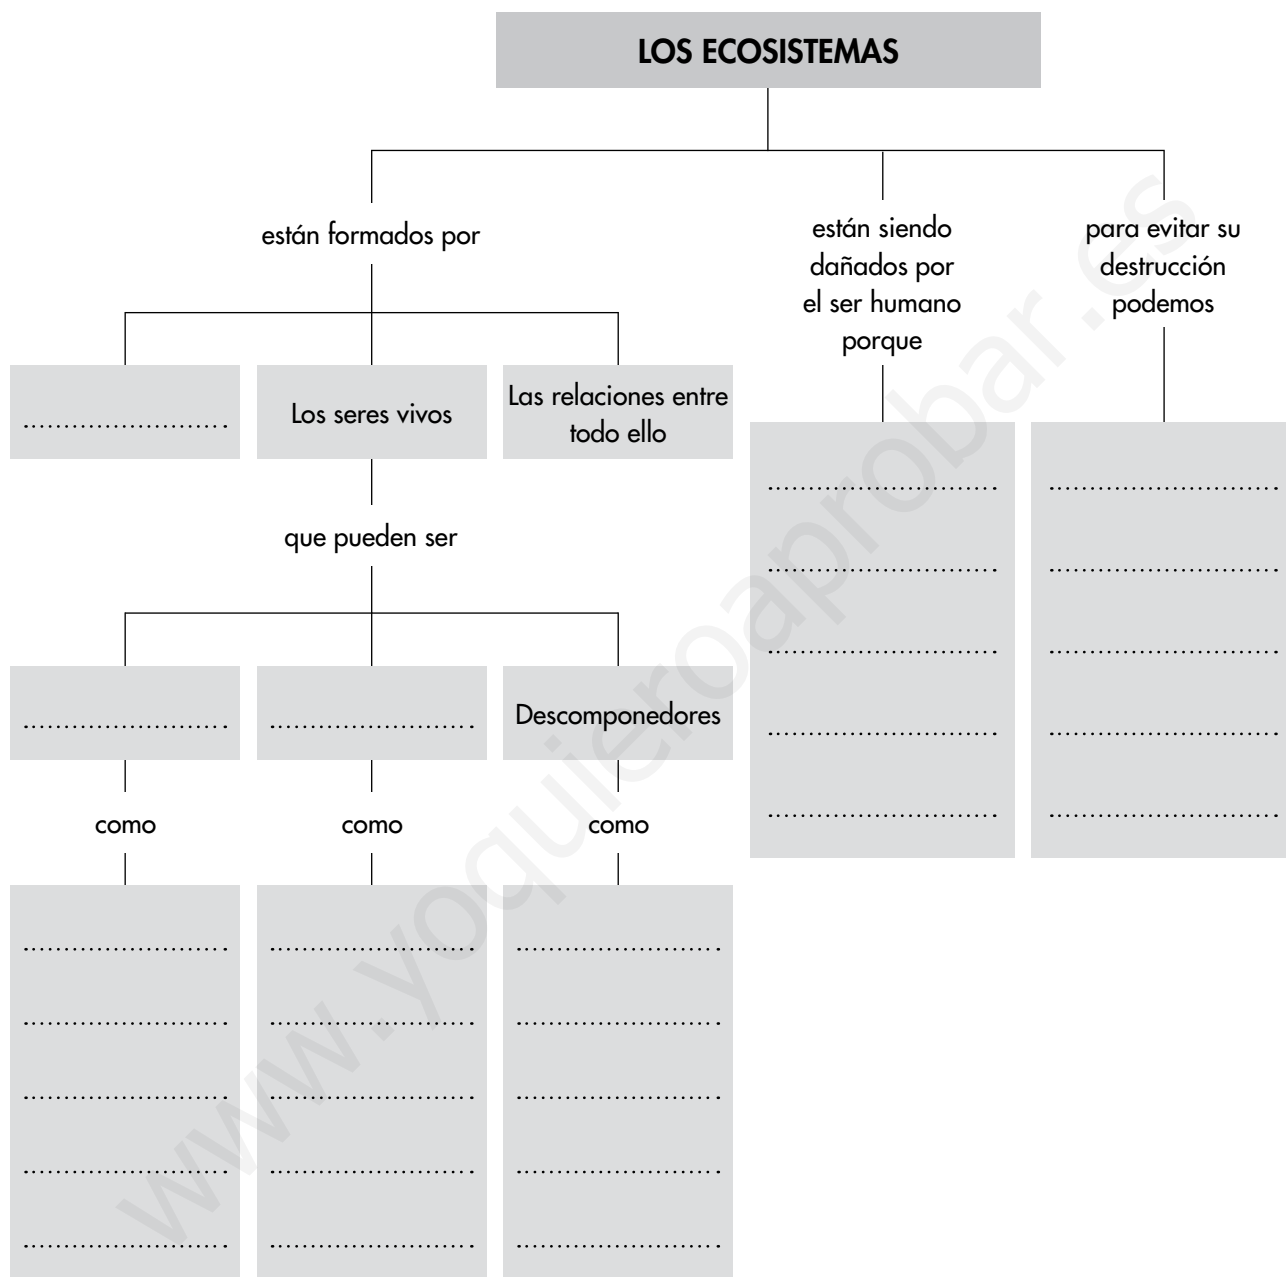 LOS ECOSISTEMAS
están formados por
están siendo
dañados por
el ser humano
porque
para evitar su
destrucción
podemos
........................
Los seres vivos
Las relaciones entre
todo ello
que pueden ser
........................
........................
Descomponedores
como
como
como
www.yoquieroaprobar.es